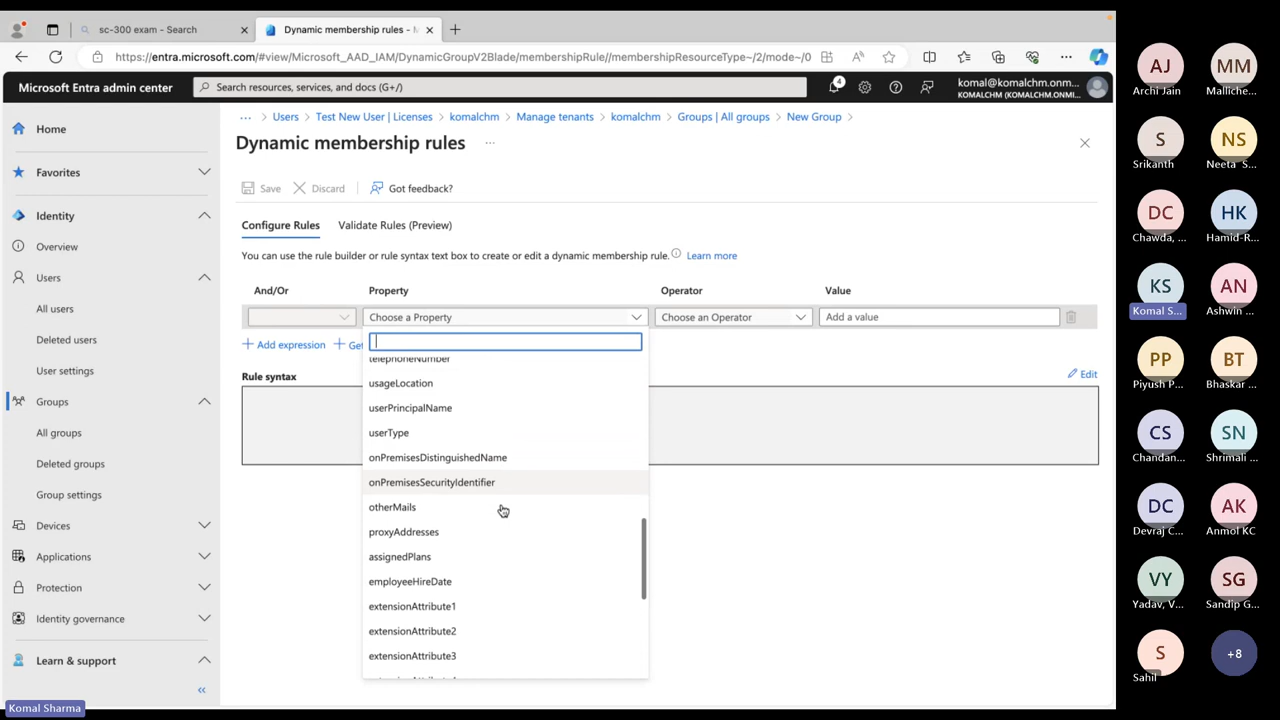 sc-300 exam - Search
Dynamic membership rules - M
https://entra.microsoft.com/#view/Microsoft_AAD_IAM/DynamicGroupV2Blade/membershipRule//membershipResourceType~/2/mode~/0
Microsoft Entra admin center
Search resources, services, and docs (G+/)
4
komal@komalchm.onm...
KOMALCHM (KOMALCHM.ONMI...
Home
Favorites
Identity
Overview
Users
All users
Deleted users
User settings
Groups
All groups
Deleted groups
Group settings
Devices
Applications
Protection
Identity governance
Learn & support
... > Users > Test New User | Licenses > komalchm > Manage tenants > komalchm > Groups | All groups > New Group >
Dynamic membership rules ...
Save Discard Got feedback?
Configure Rules Validate Rules (Preview)
You can use the rule builder or rule syntax text box to create or edit a dynamic membership rule. Learn more
And/Or Property Operator Value
Choose a Property Choose an Operator Add a value
+ Add expression + Get
telephoneNumber
usageLocation
userPrincipalName
userType
onPremisesDistinguishedName
onPremisesSecurityIdentifier
otherMails
proxyAddresses
assignedPlans
employeeHireDate
extensionAttribute1
extensionAttribute2
extensionAttribute3
Rule syntax
Edit
AJ MM
Archi Jain Malliche...
S NS
Srikanth Neeta S...
DC HK
Chawda, ... Hamid-R...
KS AN
Komal S... Ashwin ...
PP BT
Piyush P... Bhaskar ...
CS SN
Chandan... Shrimali ...
DC AK
Devraj C... Anmol KC
VY SG
Yadav, V... Sandip G...
S +8
Sahil
Komal Sharma